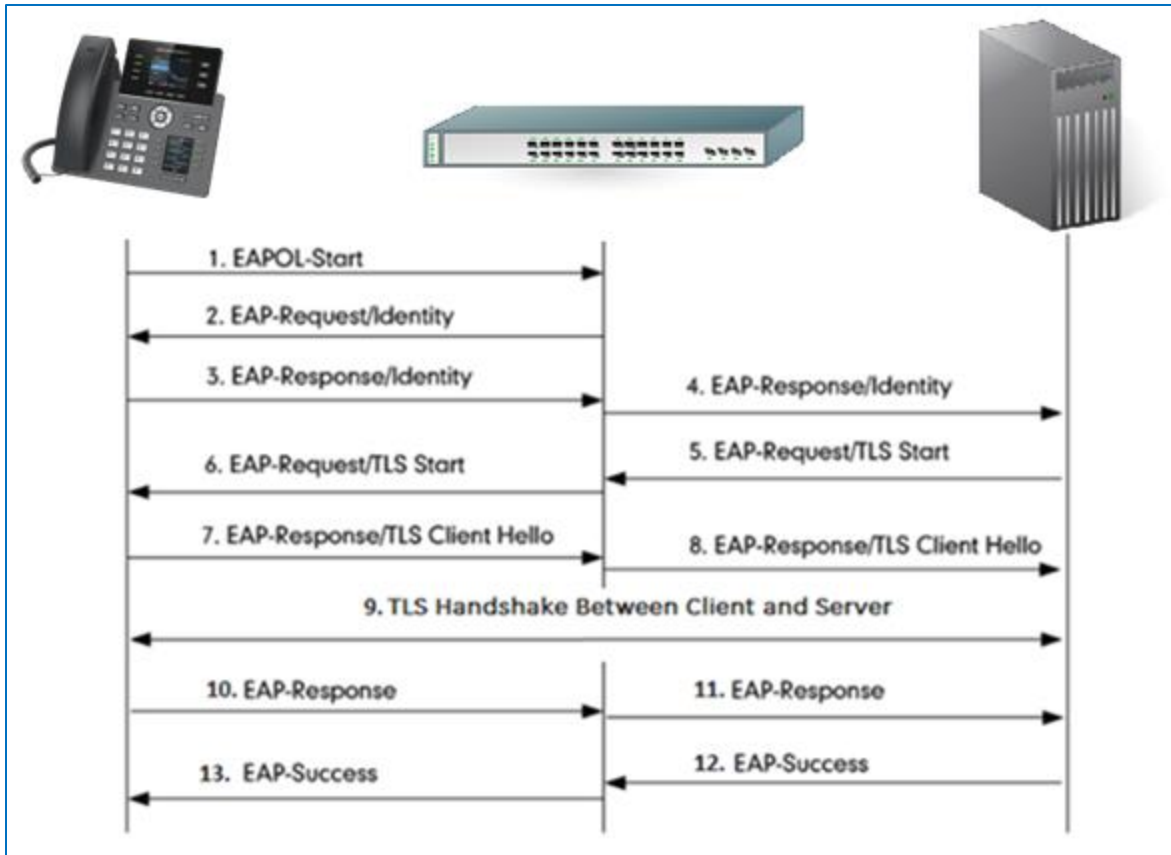 1. EAPOL-Start
2. EAP-Request/Identity
3. EAP-Response/Identity
4. EAP-Response/Identity
5. EAP-Request/TLS Start
6. EAP-Request/TLS Start
7. EAP-Response/TLS Client Hello
8. EAP-Response/TLS Client Hello
9. TLS Handshake Between Client and Server
10. EAP-Response
11. EAP-Response
12. EAP-Success
13. EAP-Success